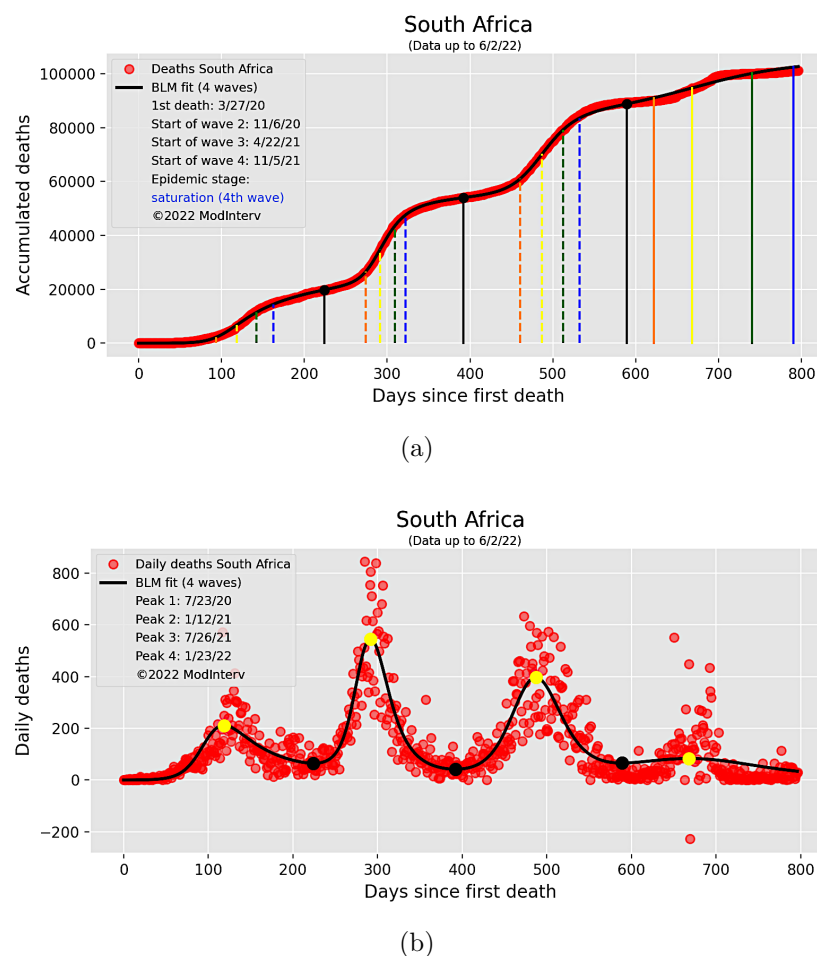 South Africa
(Data up to 6/2/22)
Deaths South Africa
BLM fit (4 waves)
1st death: 3/27/20
Start of wave 2: 11/6/20
Start of wave 3: 4/22/21
Start of wave 4: 11/5/21
Epidemic stage:
saturation (4th wave)
©2022 ModInterv
Accumulated deaths
100000
80000
60000
40000
20000
0
0 100 200 300 400 500 600 700 800
Days since first death
(a)
South Africa
(Data up to 6/2/22)
Daily deaths South Africa
BLM fit (4 waves)
Peak 1: 7/23/20
Peak 2: 1/12/21
Peak 3: 7/26/21
Peak 4: 1/23/22
©2022 ModInterv
Daily deaths
800
600
400
200
0
−200
0 100 200 300 400 500 600 700 800
Days since first death
(b)